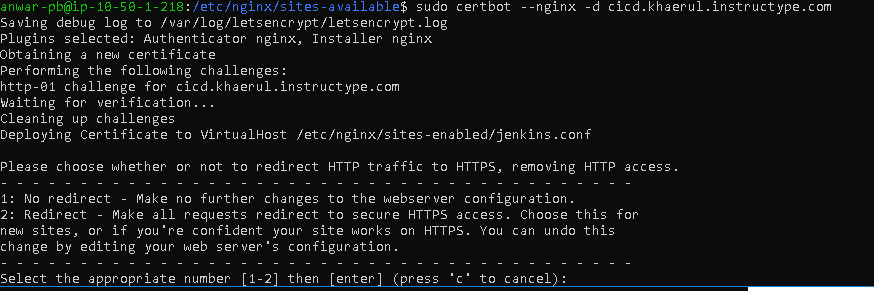 anwar-pb@ip-10-50-1-218:/etc/nginx/sites-available$ sudo certbot --nginx -d cicd.khaerul.instructype.com
Saving debug log to /var/log/letsencrypt/letsencrypt.log
Plugins selected: Authenticator nginx, Installer nginx
Obtaining a new certificate
Performing the following challenges:
http-01 challenge for cicd.khaerul.instructype.com
Waiting for verification...
Cleaning up challenges
Deploying Certificate to VirtualHost /etc/nginx/sites-enabled/jenkins.conf
Please choose whether or not to redirect HTTP traffic to HTTPS, removing HTTP access.
- - - - - - - - - - - - - - - - - - - - - - - - - - - - - - - - - - - - - - - -
1: No redirect - Make no further changes to the webserver configuration.
2: Redirect - Make all requests redirect to secure HTTPS access. Choose this for
new sites, or if you're confident your site works on HTTPS. You can undo this
change by editing your web server's configuration.
- - - - - - - - - - - - - - - - - - - - - - - - - - - - - - - - - - - - - - - -
Select the appropriate number [1-2] then [enter] (press 'c' to cancel):